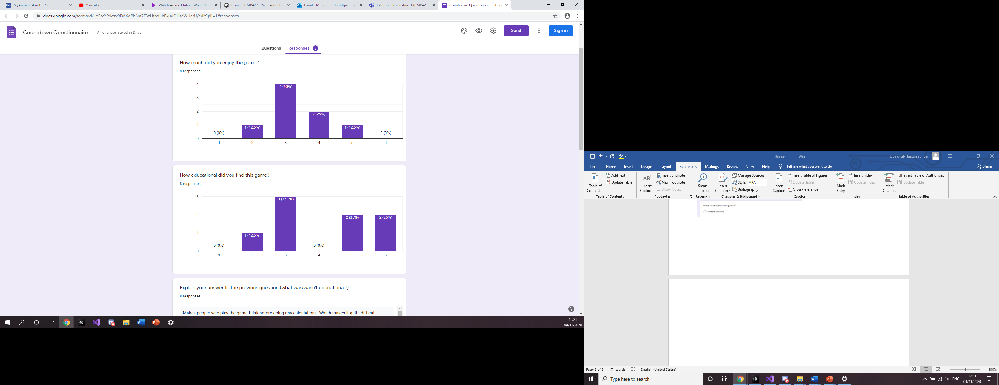 MyAnimeList.net - Panel
YouTube
Watch Anime Online, Watch Engl
Course: CMP4271 Professional Pr
Email - Muhammed Zulfqar - Out
External Play Testing 1 (CMP4271
Countdown Questionnaire - Goo
docs.google.com/forms/d/1YEscYPrktzx9DAXoPh6m7F3zHthduhFkuVOHzcWUerU/edit?pli=1#responses
Countdown Questionnaire
All changes saved in Drive
Send
Sign in
Questions
Responses 8
How much did you enjoy the game?
8 responses
4
3
2
1
0
0 (0%)
1 (12.5%)
4 (50%)
2 (25%)
1 (12.5%)
0 (0%)
1 2 3 4 5 6
How educational did you find this game?
8 responses
3
2
1
0
0 (0%)
1 (12.5%)
3 (37.5%)
0 (0%)
2 (25%)
2 (25%)
1 2 3 4 5 6
Explain your answer to the previous question (what was/wasn't educational?)
8 responses
Makes people who play the game think before doing any calculations. Which makes it quite difficult,
12:21
04/11/2020
Document2 - Word
Ubaid-ul-Hassan zulfqar
File Home Insert Design Layout References Mailings Review View Help Tell me what you want to do Share
Table of Contents
Add Text
Update Table
Table of Contents
AB1
Insert Footnote
Insert Endnote
Next Footnote
Show Notes
Footnotes
Smart Lookup
Research
Insert Citation
Manage Sources
Style: APA
Bibliography
Citations & Bibliography
Insert Caption
Insert Table of Figures
Update Table
Cross-reference
Captions
Mark Entry
Insert Index
Update Index
Index
Mark Citation
Insert Table of Authorities
Update Table
Table of Authorities
What could improve the game? *
Increase time limit
Page 2 of 2 171 words English (United States)
100%
Type here to search
ENG
12:21
04/11/2020